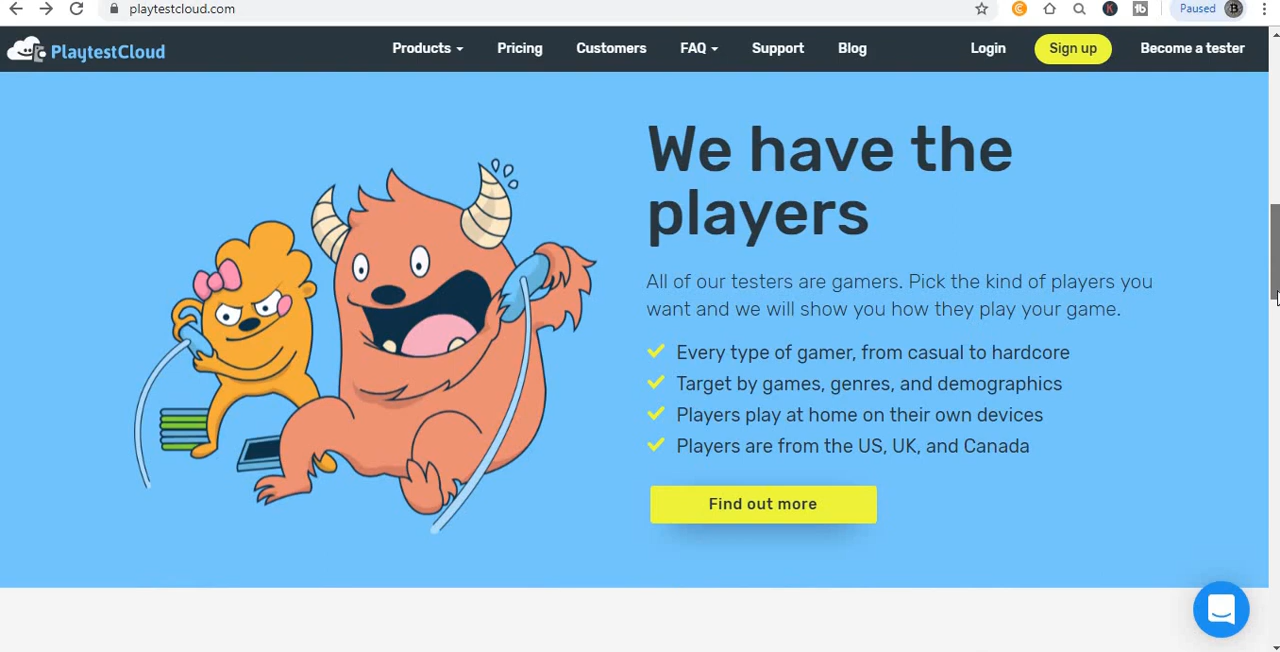 playtestcloud.com
Paused
PlaytestCloud
Products
Pricing
Customers
FAQ
Support
Blog
Login
Sign up
Become a tester
We have the
players
All of our testers are gamers. Pick the kind of players you
want and we will show you how they play your game.
Every type of gamer, from casual to hardcore
Target by games, genres, and demographics
Players play at home on their own devices
Players are from the US, UK, and Canada
Find out more